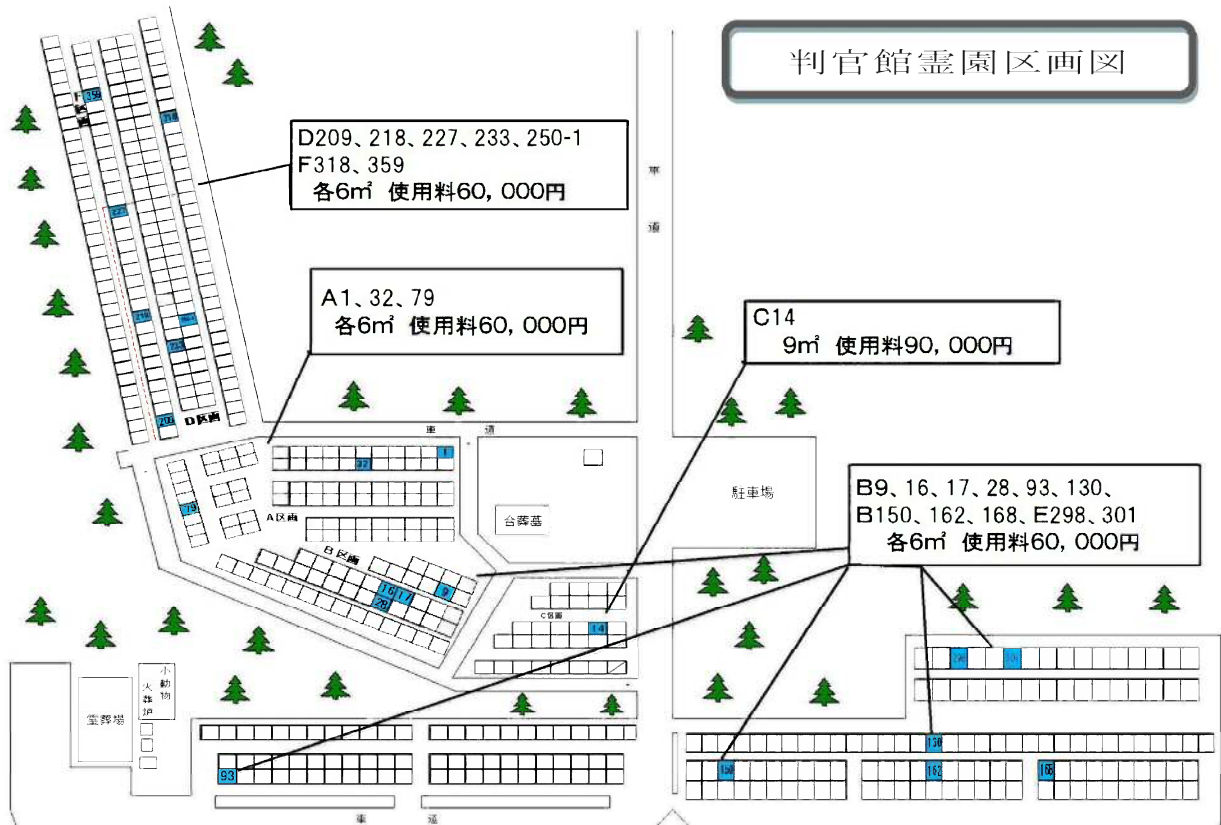 判官館霊園区画図
D209、218、227、233、250-1
F318、359
各6㎡ 使用料60,000円
A1、32、79
各6㎡ 使用料60,000円
C14
9㎡ 使用料90,000円
B9、16、17、28、93、130、
B150、162、168、E298、301
各6㎡ 使用料60,000円
車
道
359
318
227
218
233
209
D区画
車 道
1
32
79
A区画
合葬墓
駐車場
B区画
16 17
9
28
C区画
14
小動物
火葬炉
93
150
162
168
車 道